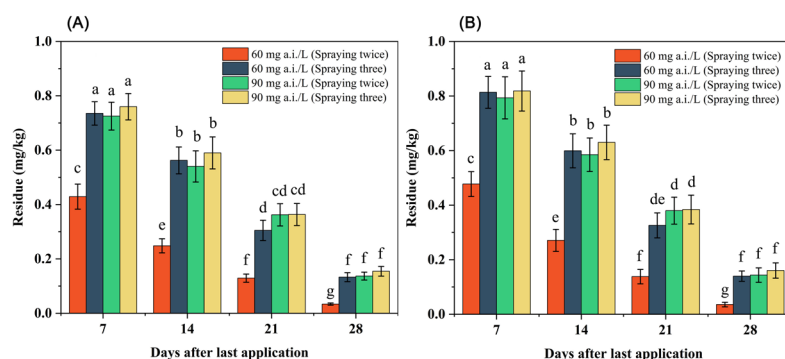 (A)
1.0
0.8
0.6
0.4
0.2
0.0
Residue (mg/kg)
60 mg a.i./L (Spraying twice)
60 mg a.i./L (Spraying three)
90 mg a.i./L (Spraying twice)
90 mg a.i./L (Spraying three)
c a a a
e b b b
f d cd cd
g f f f
7 14 21 28
Days after last application
(B)
1.0
0.8
0.6
0.4
0.2
0.0
Residue (mg/kg)
60 mg a.i./L (Spraying twice)
60 mg a.i./L (Spraying three)
90 mg a.i./L (Spraying twice)
90 mg a.i./L (Spraying three)
c a a a
e b b b
f de d d
g f f f
7 14 21 28
Days after last application